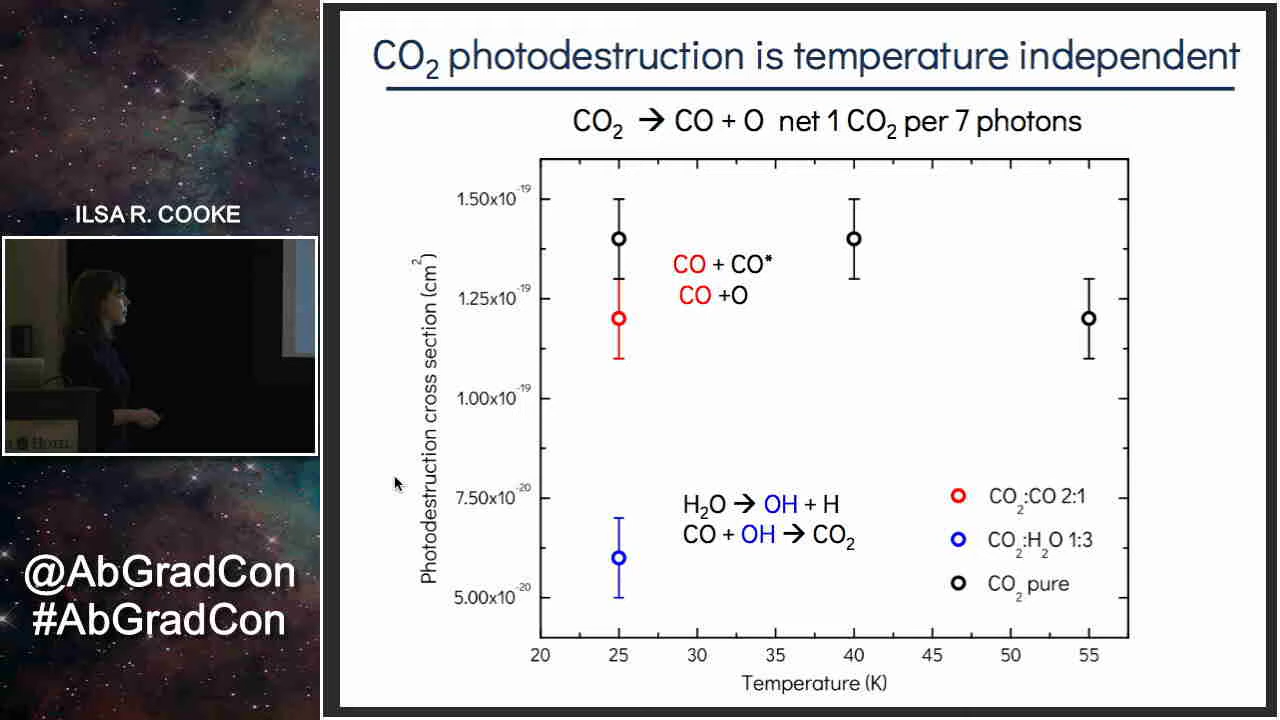 CO₂ photodestruction is temperature independent
CO₂ → CO + O net 1 CO₂ per 7 photons
ILSA R. COOKE
HOTEL
@AbGradCon
#AbGradCon
Photodestruction cross section (cm²)
1.50x10⁻¹⁹
1.25x10⁻¹⁹
1.00x10⁻¹⁹
7.50x10⁻²⁰
5.00x10⁻²⁰
CO + CO*
CO +O
H₂O → OH + H
CO + OH → CO₂
CO₂:CO 2:1
CO₂:H₂O 1:3
CO₂ pure
20 25 30 35 40 45 50 55
Temperature (K)